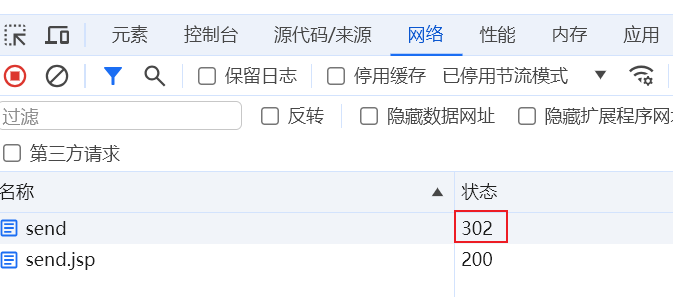 元素 控制台 源代码/来源 网络 性能 内存 应用
保留日志 停用缓存 已停用节流模式
过滤 反转 隐藏数据网址 隐藏扩展程序网
第三方请求
名称 状态
send 302
send.jsp 200